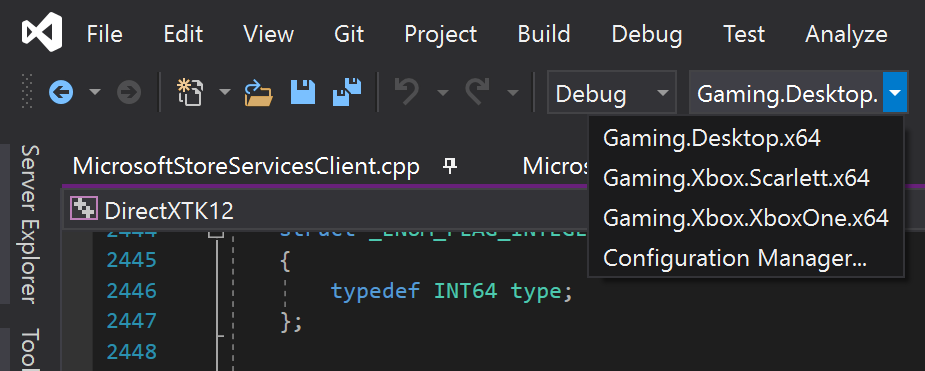 File Edit View Git Project Build Debug Test Analyze
Debug Gaming.Desktop.
Gaming.Desktop.x64
Gaming.Xbox.Scarlett.x64
Gaming.Xbox.XboxOne.x64
Configuration Manager...
Server Explorer
Tool
MicrosoftStoreServicesClient.cpp Micros
DirectXTK12
2444 struct _ENUM_FLAG_INTEGE
2445 {
2446 typedef INT64 type;
2447 };
2448